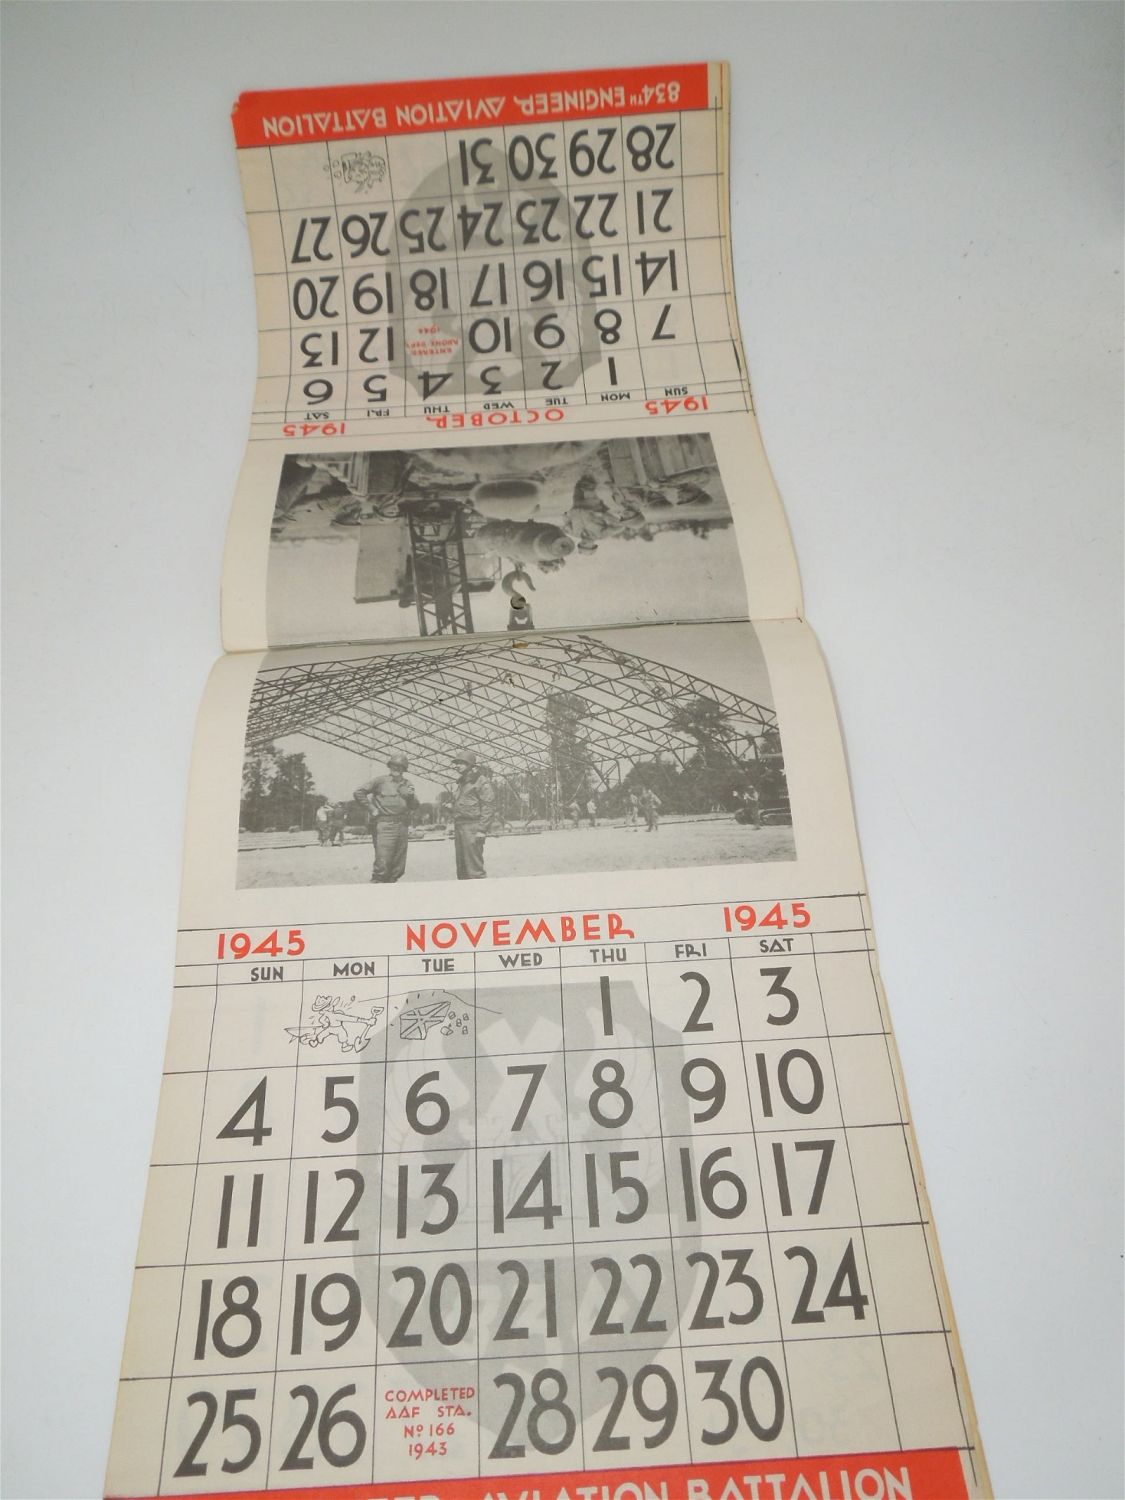 1945 OCTOBER 1945
SUN MON TUE WED THU FRI SAT
1 2 3 4 5 6
7 8 9 10 ENTERED 12 13
RHONE DEPT.
1944
14 15 16 17 18 19 20
21 22 23 24 25 26 27
28 29 30 31
834TH ENGINEER AVIATION BATTALION
1945 NOVEMBER 1945
SUN MON TUE WED THU FRI SAT
1 2 3
4 5 6 7 8 9 10
11 12 13 14 15 16 17
18 19 20 21 22 23 24
25 26 COMPLETED 28 29 30
AAF STA.
Nº 166
1943
AVIATION BATTALION